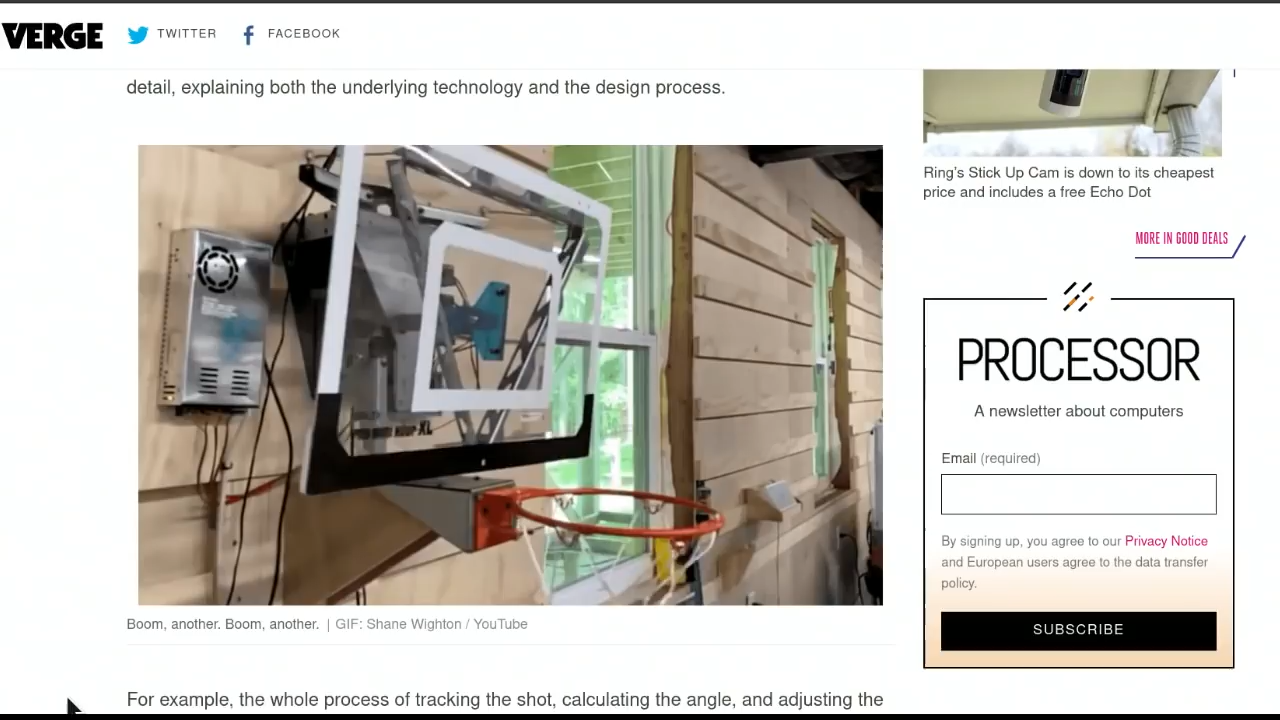 VERGE
TWITTER
FACEBOOK
detail, explaining both the underlying technology and the design process.
Boom, another. Boom, another. | GIF: Shane Wighton / YouTube
For example, the whole process of tracking the shot, calculating the angle, and adjusting the
Ring’s Stick Up Cam is down to its cheapest
price and includes a free Echo Dot
MORE IN GOOD DEALS
PROCESSOR
A newsletter about computers
Email (required)
By signing up, you agree to our Privacy Notice
and European users agree to the data transfer
policy.
SUBSCRIBE